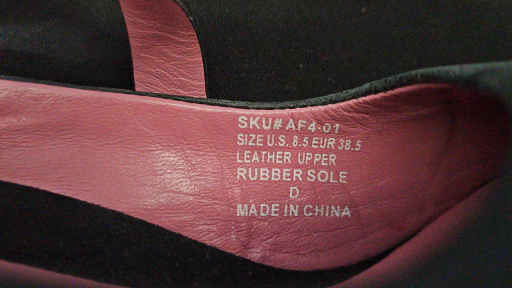 SKU# AF4-01
SIZE U.S. 8.5 EUR 38.5
LEATHER UPPER
RUBBER SOLE
D
MADE IN CHINA